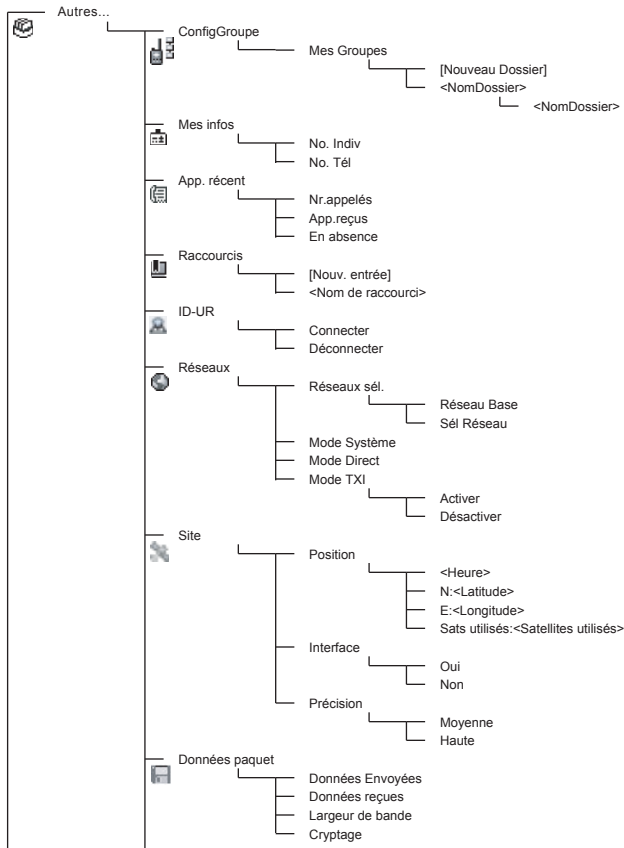 Autres...
ConfigGroupe
Mes Groupes
[Nouveau Dossier]
<NomDossier>
<NomDossier>
Mes infos
No. Indiv
No. Tél
App. récent
Nr.appelés
App.reçus
En absence
Raccourcis
[Nouv. entrée]
<Nom de raccourci>
ID-UR
Connecter
Déconnecter
Réseaux
Réseaux sél.
Réseau Base
Sél Réseau
Mode Système
Mode Direct
Mode TXI
Activer
Désactiver
Site
Position
<Heure>
N:<Latitude>
E:<Longitude>
Sats utilisés:<Satellites utilisés>
Interface
Oui
Non
Précision
Moyenne
Haute
Données paquet
Données Envoyées
Données reçues
Largeur de bande
Cryptage